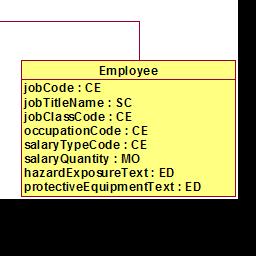 Employee
jobCode : CE
jobTitleName : SC
jobClassCode : CE
occupationCode : CE
salaryTypeCode : CE
salaryQuantity : MO
hazardExposureText : ED
protectiveEquipmentText : ED